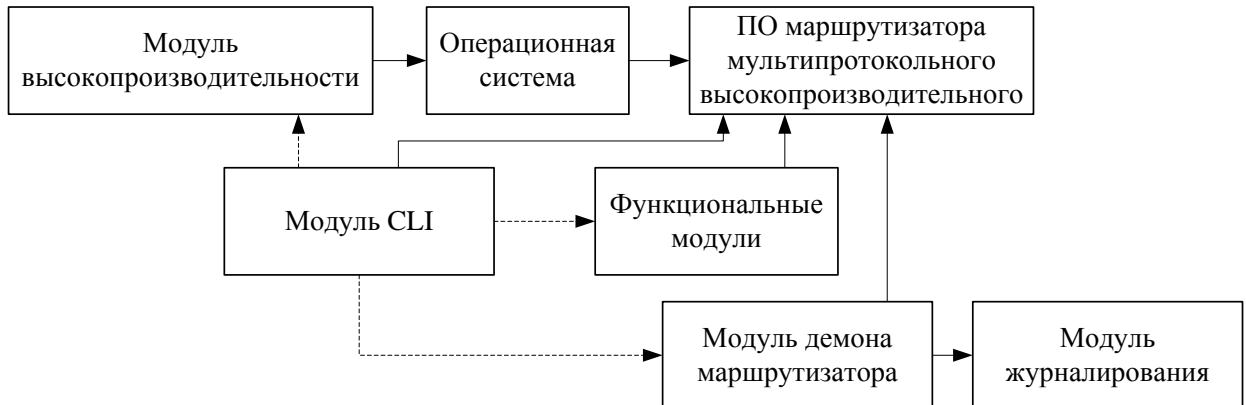 Модуль
высокопроизводительности
Операционная
система
ПО маршрутизатора
мультипротокольного
высокопроизводительного
Модуль CLI
Функциональные
модули
Модуль демона
маршрутизатора
Модуль
журналирования